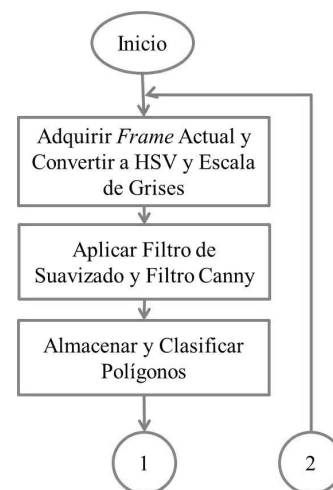 Inicio
Adquirir Frame Actual y
Convertir a HSV y Escala
de Grises
Aplicar Filtro de
Suavizado y Filtro Canny
Almacenar y Clasificar
Polígonos
1
2